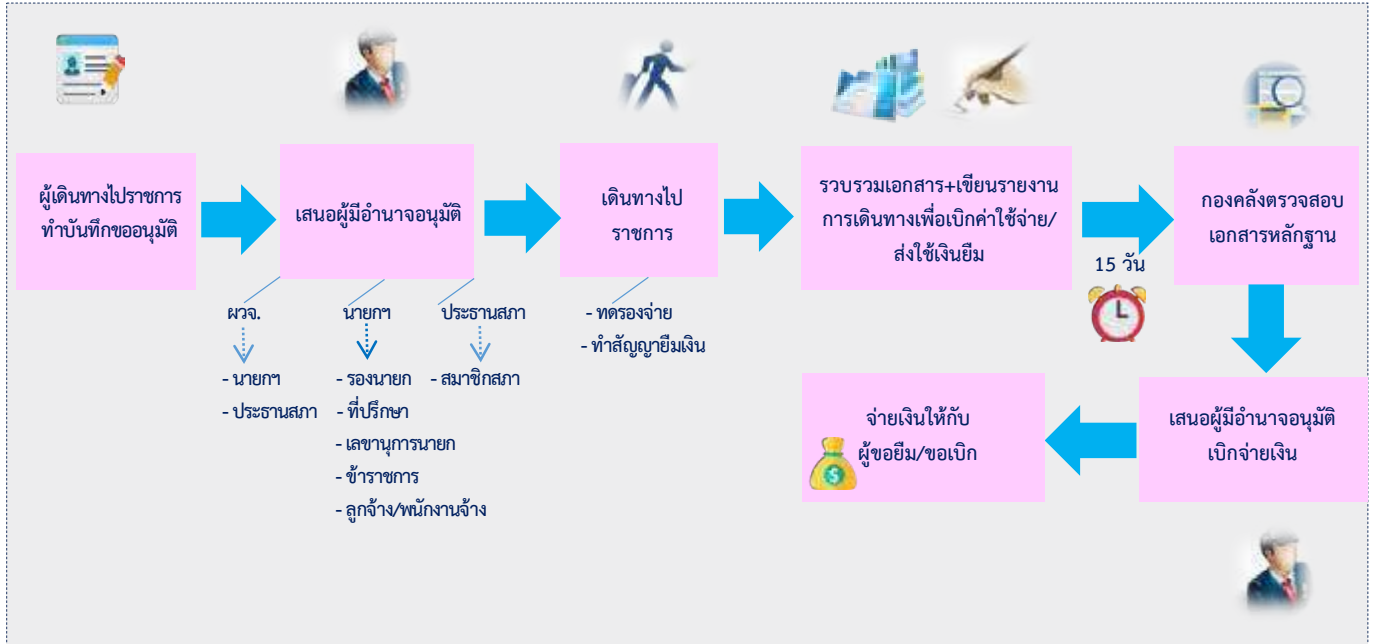 ผู้เดินทางไปราชการ
ทำบันทึกขออนุมัติ
เสนอผู้มีอำนาจอนุมัติ
ผวจ.
- นายกฯ
- ประธานสภา
นายกฯ
- รองนายก
- ที่ปรึกษา
- เลขานุการนายก
- ข้าราชการ
- ลูกจ้าง/พนักงานจ้าง
ประธานสภา
- สมาชิกสภา
เดินทางไป
ราชการ
- ทดรองจ่าย
- ทำสัญญายืมเงิน
รวบรวมเอกสาร+เขียนรายงาน
การเดินทางเพื่อเบิกค่าใช้จ่าย/
ส่งใช้เงินยืม
15 วัน
กองคลังตรวจสอบ
เอกสารหลักฐาน
เสนอผู้มีอำนาจอนุมัติ
เบิกจ่ายเงิน
จ่ายเงินให้กับ
ผู้ขอยืม/ขอเบิก